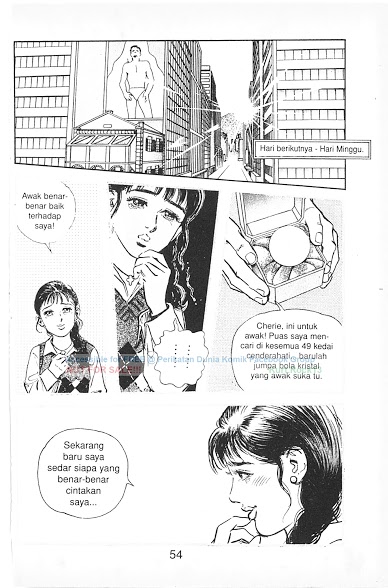 Hari berikutnya - Hari Minggu.
Awak benar-
benar baik
terhadap
saya!
Cherie, ini untuk
awak! Puas saya men-
cari di kesemua 49 kedai
cenderahati... barulah
jumpa bola kristal
yang awak suka tu.
Sekarang
baru saya
sedar siapa yang
benar-benar
cintakan
saya...
54